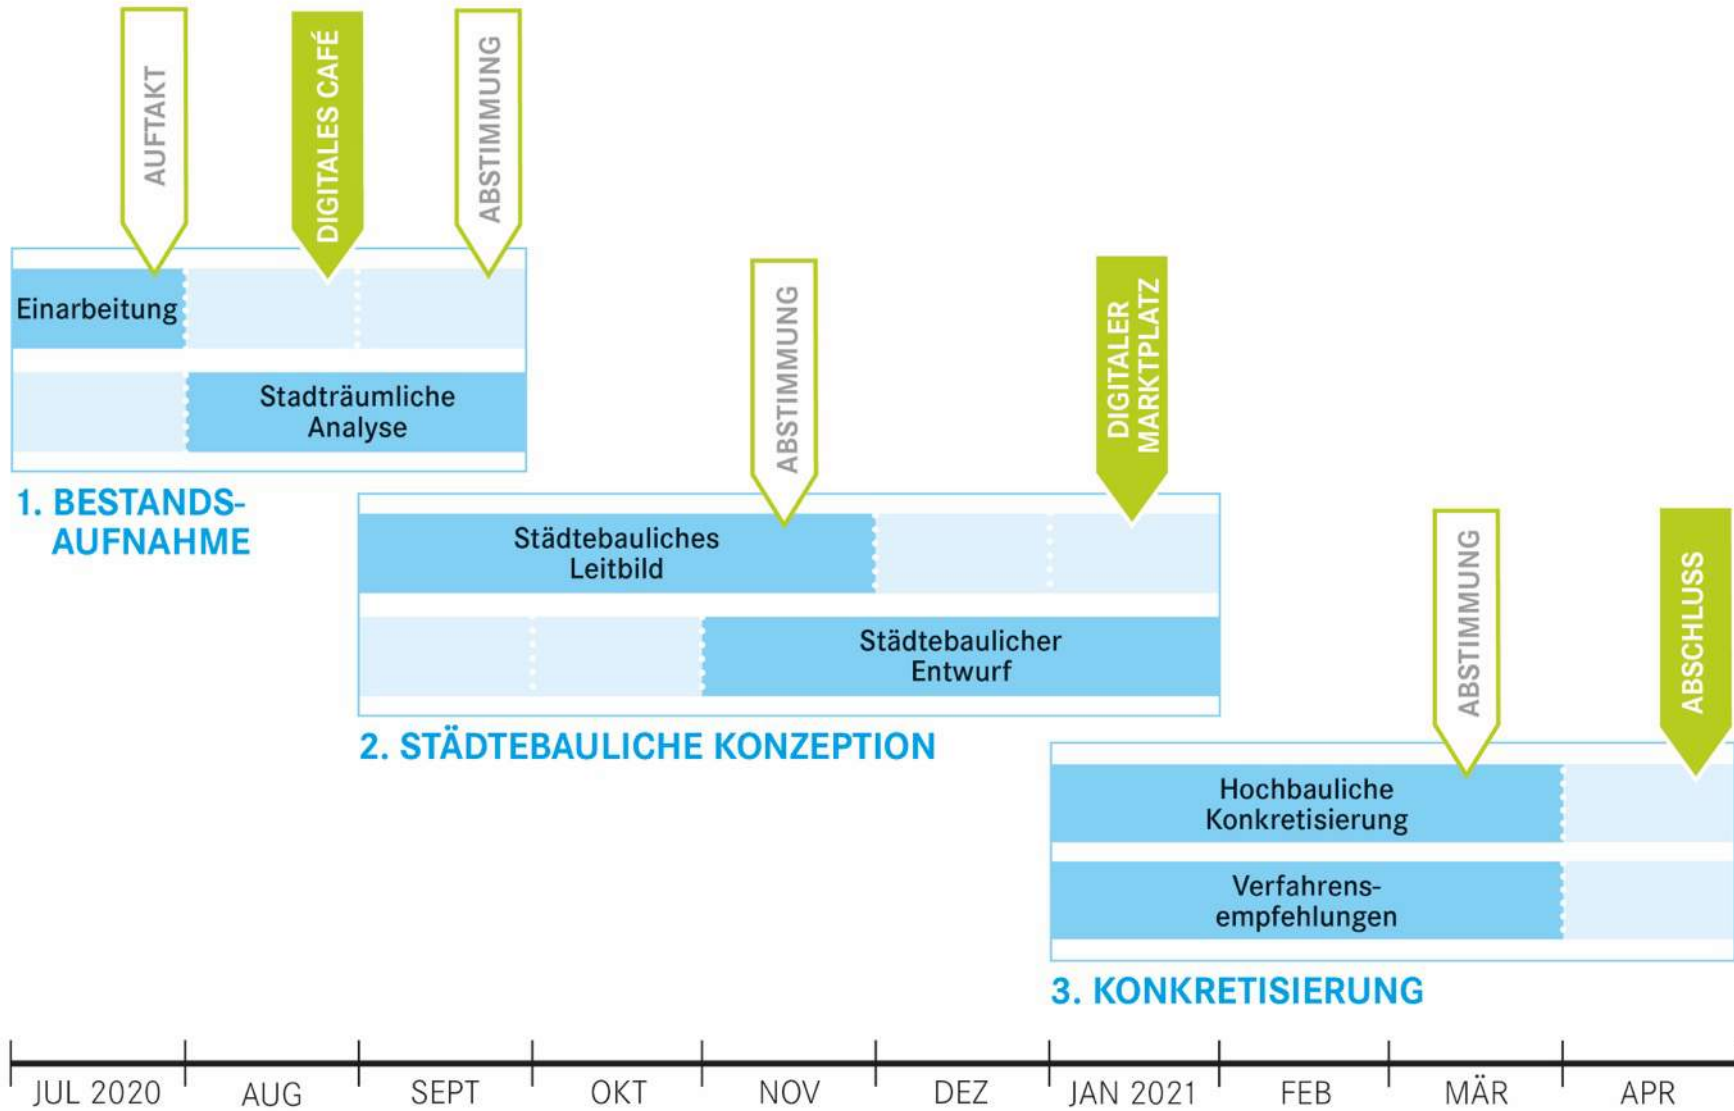 AUFTAKT
DIGITALES CAFÉ
ABSTIMMUNG
Einarbeitung
Stadträumliche
Analyse
1. BESTANDS-
AUFNAHME
ABSTIMMUNG
DIGITALER
MARKTPLATZ
Städtebauliches
Leitbild
Städtebaulicher
Entwurf
2. STÄDTEBAULICHE KONZEPTION
ABSTIMMUNG
ABSCHLUSS
Hochbauliche
Konkretisierung
Verfahrens-
empfehlungen
3. KONKRETISIERUNG
JUL 2020
AUG
SEPT
OKT
NOV
DEZ
JAN 2021
FEB
MÄR
APR